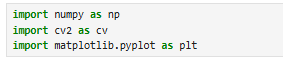 import numpy as np
import cv2 as cv
import matplotlib.pyplot as plt